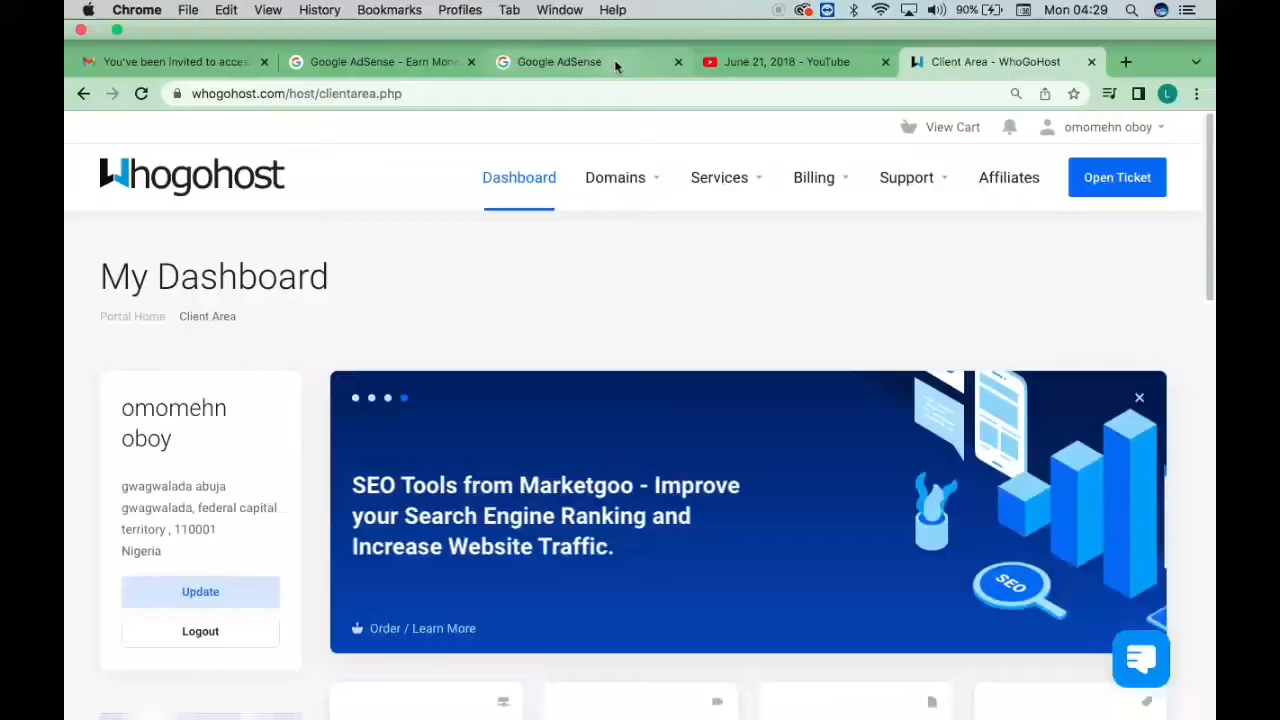 Chrome File Edit View History Bookmarks Profiles Tab Window Help 90% Mon 04:29
You've been invited to acces Google AdSense - Earn Mone Google AdSense June 21, 2018 - YouTube Client Area - WhoGoHost
whogohost.com/host/clientarea.php L
View Cart omomehn oboy
Whogohost Dashboard Domains Services Billing Support Affiliates Open Ticket
My Dashboard
Portal Home Client Area
omomehn
oboy
gwagwalada abuja
gwagwalada, federal capital
territory , 110001
Nigeria
Update
Logout
SEO Tools from Marketgoo - Improve
your Search Engine Ranking and
Increase Website Traffic.
SEO
Order / Learn More